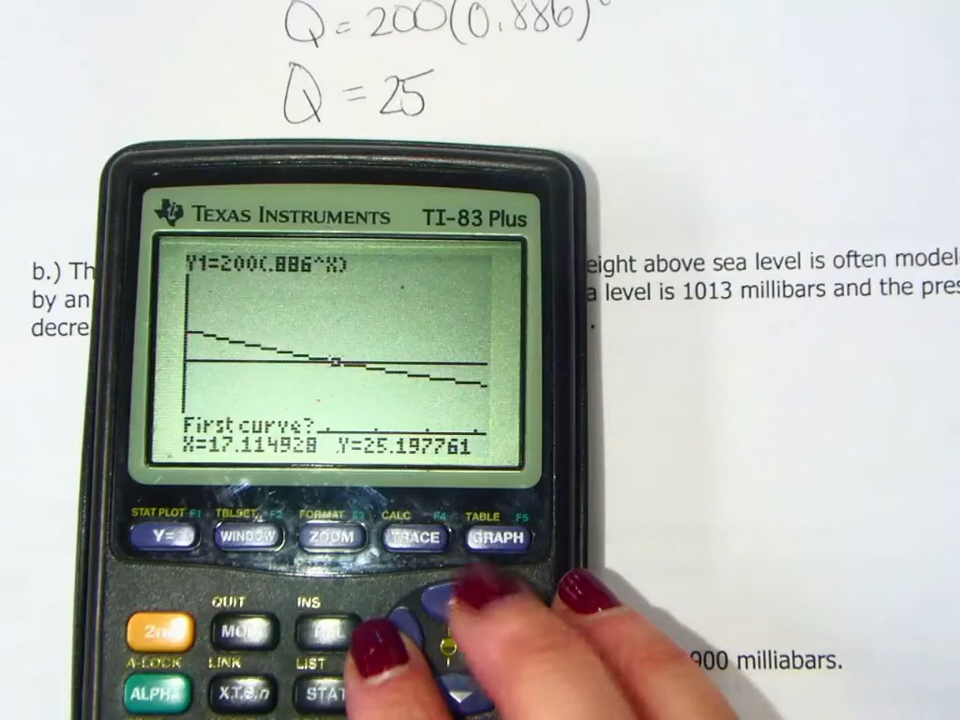 Q = 200(0.886)
Q = 25
TEXAS INSTRUMENTS TI-83 Plus
Y1=200(.886^X)
First curve?
X=17.114928 Y=25.197761
b.) Th eight above sea level is often model
by an a level is 1013 millibars and the pres
decre
STAT PLOT F1 TBLSET F2 FORMAT F3 CALC F4 TABLE F5
Y= WINDOW ZOOM TRACE GRAPH
QUIT INS
2nd MODE DEL
A-LOCK LINK LIST
ALPHA X,T,θ,n STAT
900 milliabars.